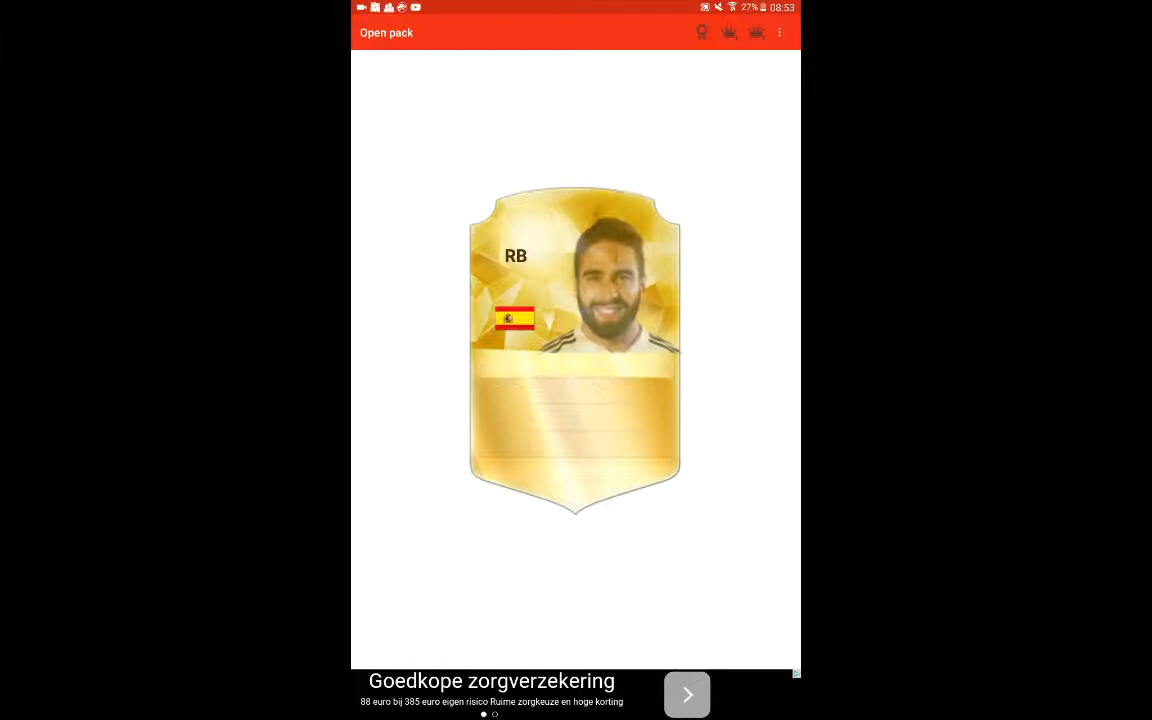 27% 08:53
Open pack
RB
Goedkope zorgverzekering
88 euro bij 385 euro eigen risico Ruime zorgkeuze en hoge korting